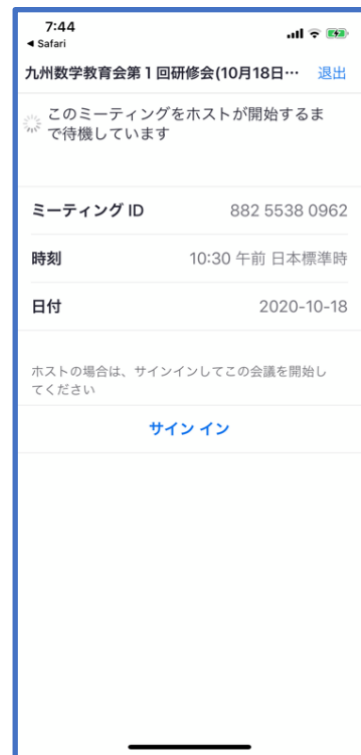 7:44
◀ Safari
九州数学教育会第1回研修会(10月18日… 退出
このミーティングをホストが開始するま
で待機しています
ミーティング ID 882 5538 0962
時刻 10:30 午前 日本標準時
日付 2020-10-18
ホストの場合は、サインインしてこの会議を開始し
てください
サイン イン